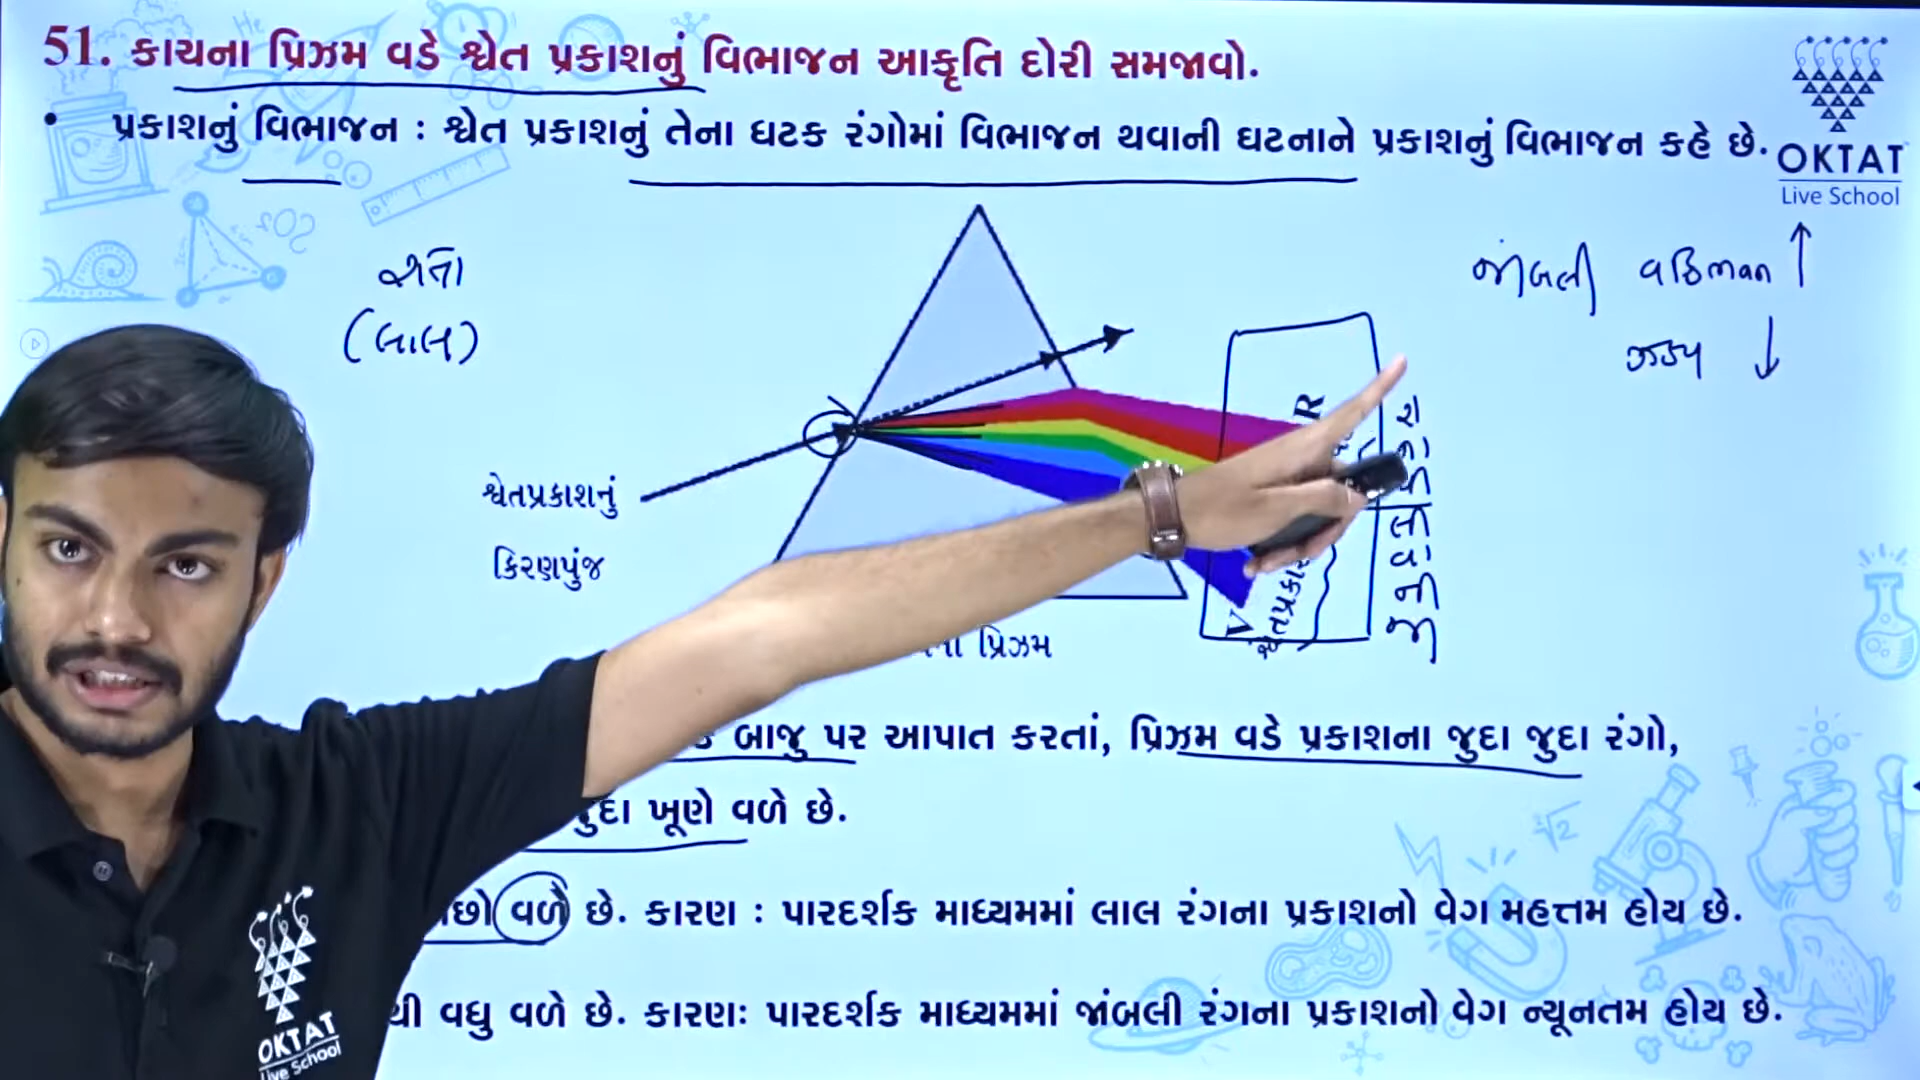 51. કાચના પ્રિઝમ વડે શ્વેત પ્રકાશનું વિભાજન આકૃતિ દોરી સમજાવો.
• પ્રકાશનું વિભાજન : શ્વેત પ્રકાશનું તેના ઘટક રંગોમાં વિભાજન થવાની ઘટનાને પ્રકાશનું વિભાજન કહે છે.
OKTAT
Live School
રાતા
(લાલ)
જાંબલી
↑
↓
R
શ્વેતપ્રકાશનું
કિરણપુંજ
લી
વા
ની
જા
V
પ્રિઝમ
બાજુ પર આપાત કરતાં, પ્રિઝમ વડે પ્રકાશના જુદા જુદા રંગો,
ખૂણે વળે છે.
વળે છે. કારણ : પારદર્શક માધ્યમમાં લાલ રંગના પ્રકાશનો વેગ મહત્તમ હોય છે.
વધુ વળે છે. કારણઃ પારદર્શક માધ્યમમાં જાંબલી રંગના પ્રકાશનો વેગ ન્યૂનતમ હોય છે.
OKTAT
Live School